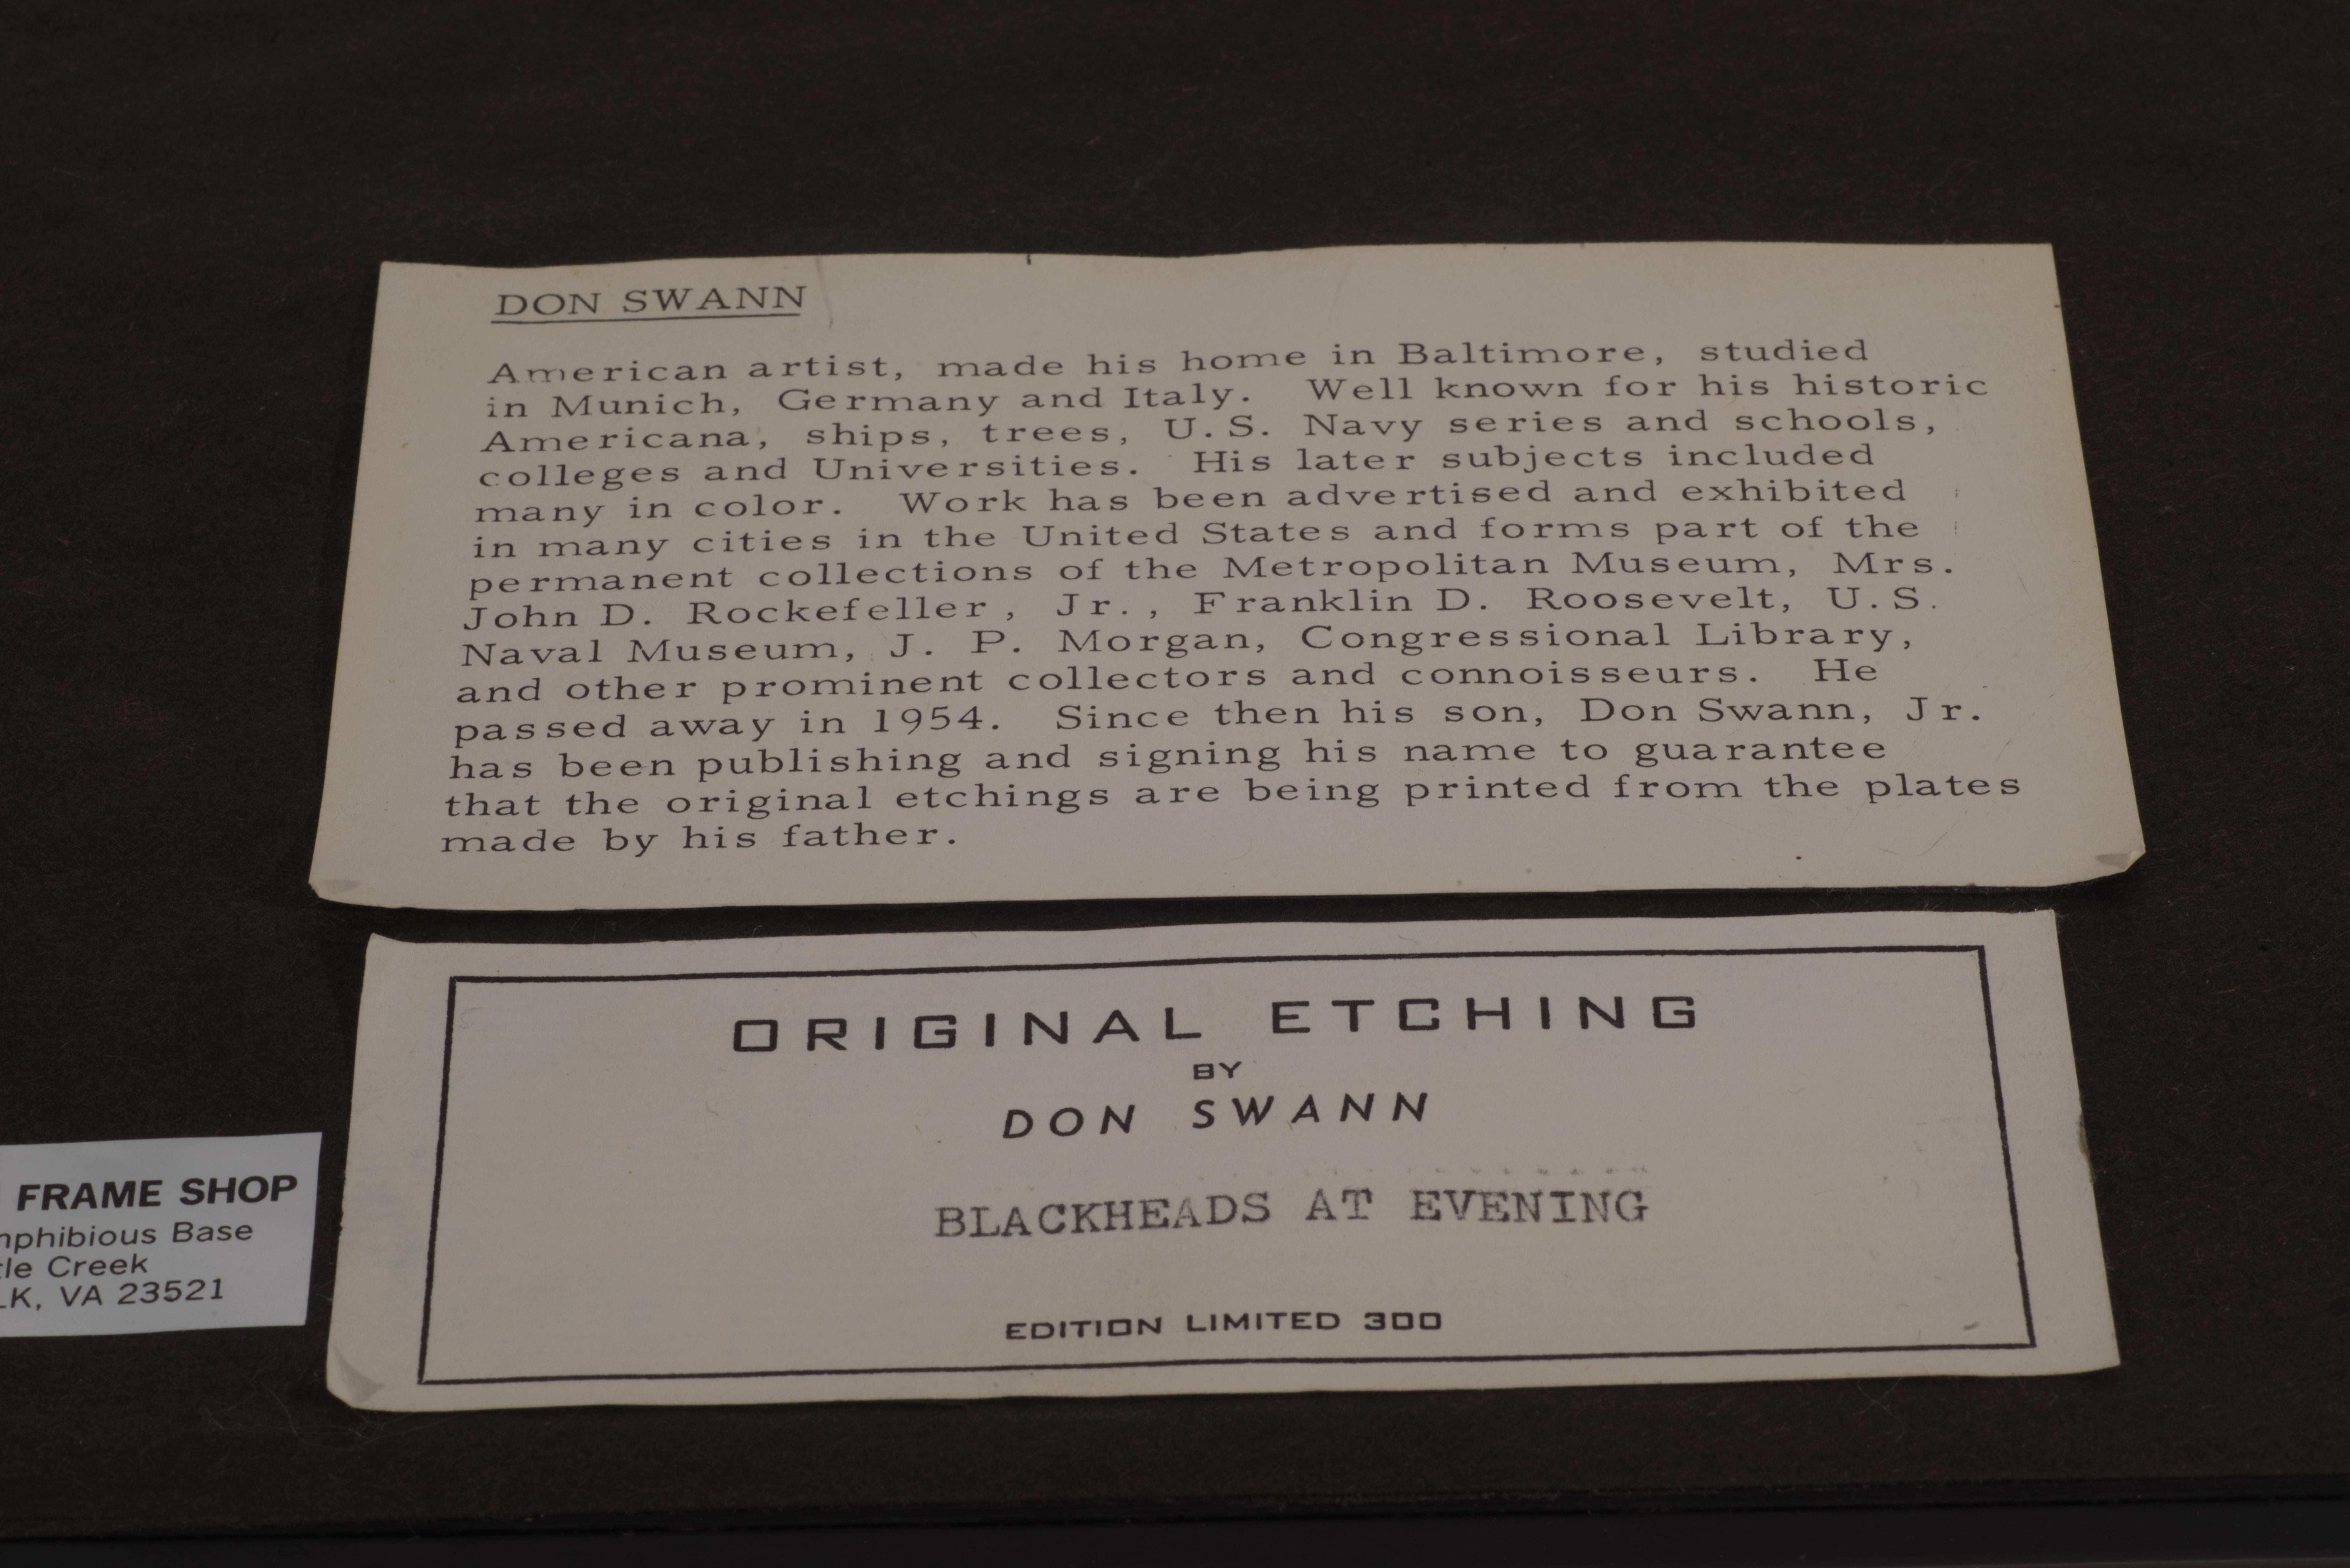 DON SWANN
American artist, made his home in Baltimore, studied
in Munich, Germany and Italy. Well known for his historic
Americana, ships, trees, U.S. Navy series and schools,
colleges and Universities. His later subjects included
many in color. Work has been advertised and exhibited
in many cities in the United States and forms part of the
permanent collections of the Metropolitan Museum, Mrs.
John D. Rockefeller, Jr., Franklin D. Roosevelt, U.S.
Naval Museum, J. P. Morgan, Congressional Library,
and other prominent collectors and connoisseurs. He
passed away in 1954. Since then his son, Don Swann, Jr.
has been publishing and signing his name to guarantee
that the original etchings are being printed from the plates
made by his father.
ORIGINAL ETCHING
BY
DON SWANN
BLACKHEADS AT EVENING
EDITION LIMITED 300
FRAME SHOP
mphibious Base
tle Creek
LK, VA 23521